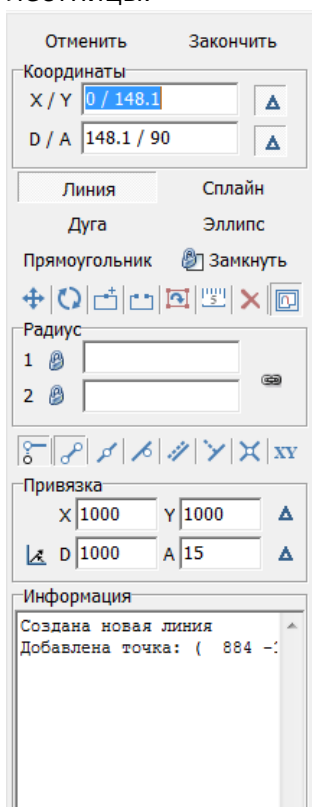 Отменить Закончить
Координаты
X / Y 0 / 148.1
D / A 148.1 / 90
Линия Сплайн
Дуга Эллипс
Прямоугольник Замкнуть
5
Радиус
1
2
XY
Привязка
X 1000 Y 1000
D 1000 A 15
Информация
Создана новая линия
Добавлена точка: ( 884 -